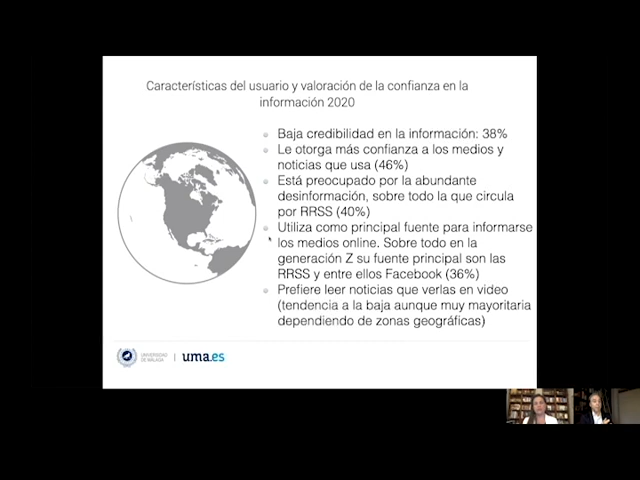 Características del usuario y valoración de la confianza en la
información 2020
Baja credibilidad en la información: 38%
Le otorga más confianza a los medios y
noticias que usa (46%)
Está preocupado por la abundante
desinformación, sobre todo la que circula
por RRSS (40%)
Utiliza como principal fuente para informarse
los medios online. Sobre todo en la
generación Z su fuente principal son las
RRSS y entre ellos Facebook (36%)
Prefiere leer noticias que verlas en video
(tendencia a la baja aunque muy mayoritaria
dependiendo de zonas geográficas)
UNIVERSIDAD
DE MÁLAGA
uma.es